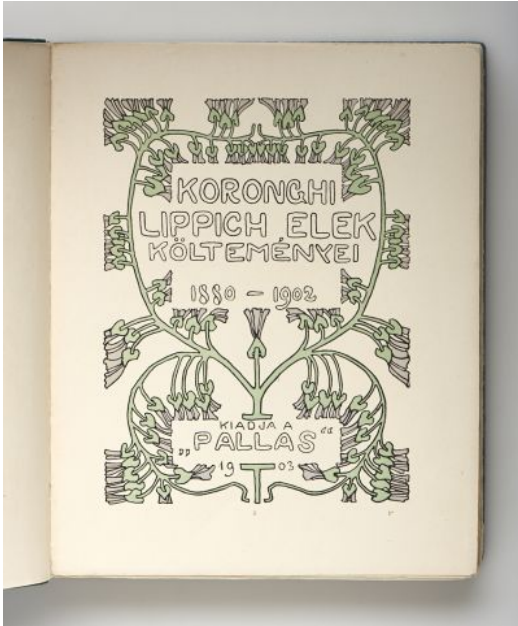 KORONGHI
LIPPICH ELEK
KÖLTEMÉNYEI
1880 – 1902
KIADJA A
„PALLAS“
19 03